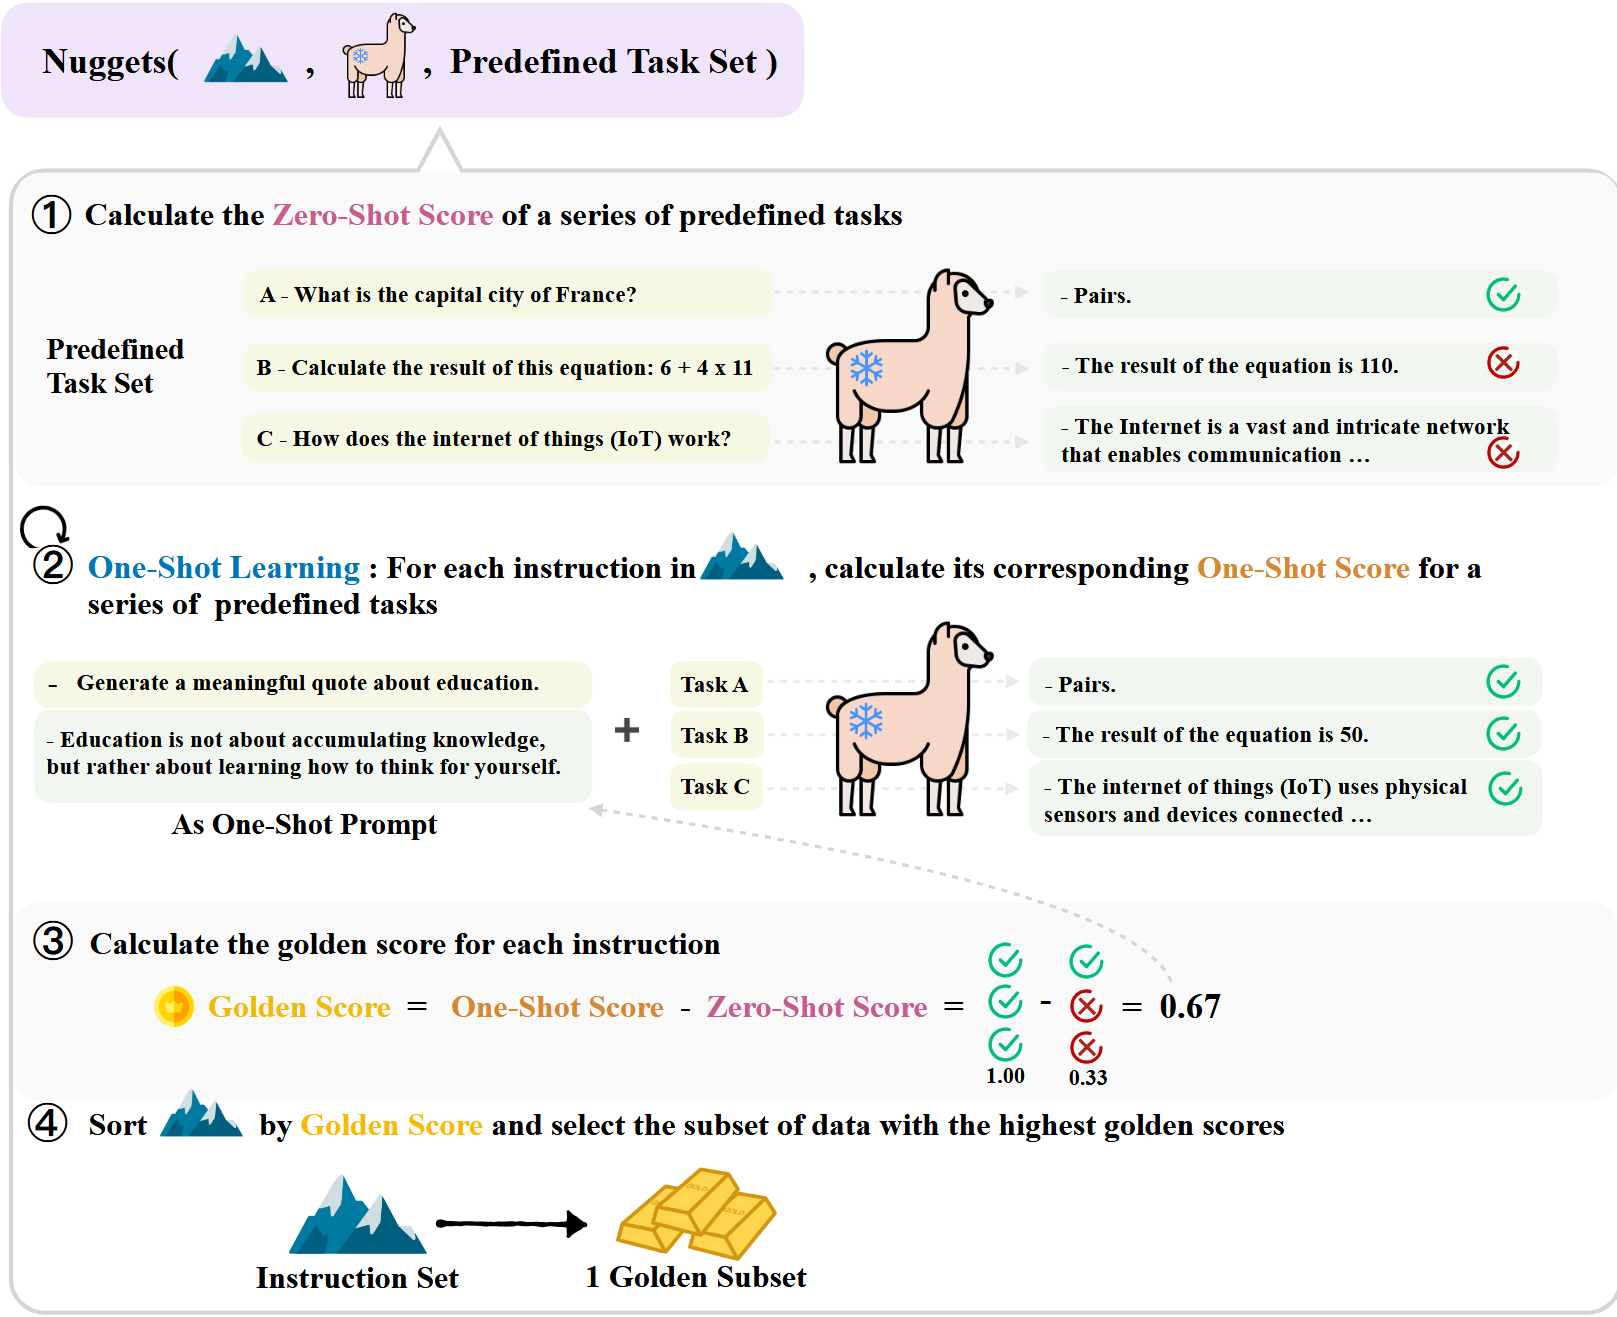 Nuggets( , , Predefined Task Set )
① Calculate the Zero-Shot Score of a series of predefined tasks
Predefined
Task Set
A - What is the capital city of France?
- Pairs.
B - Calculate the result of this equation: 6 + 4 x 11
- The result of the equation is 110.
C - How does the internet of things (IoT) work?
- The Internet is a vast and intricate network
that enables communication …
② One-Shot Learning : For each instruction in , calculate its corresponding One-Shot Score for a
series of predefined tasks
- Generate a meaningful quote about education.
- Education is not about accumulating knowledge,
but rather about learning how to think for yourself.
As One-Shot Prompt
+
Task A
Task B
Task C
- Pairs.
- The result of the equation is 50.
- The internet of things (IoT) uses physical
sensors and devices connected …
③ Calculate the golden score for each instruction
Golden Score = One-Shot Score - Zero-Shot Score = - = 0.67
1.00 0.33
④ Sort by Golden Score and select the subset of data with the highest golden scores
GOLD
GOLD
Instruction Set
1 Golden Subset